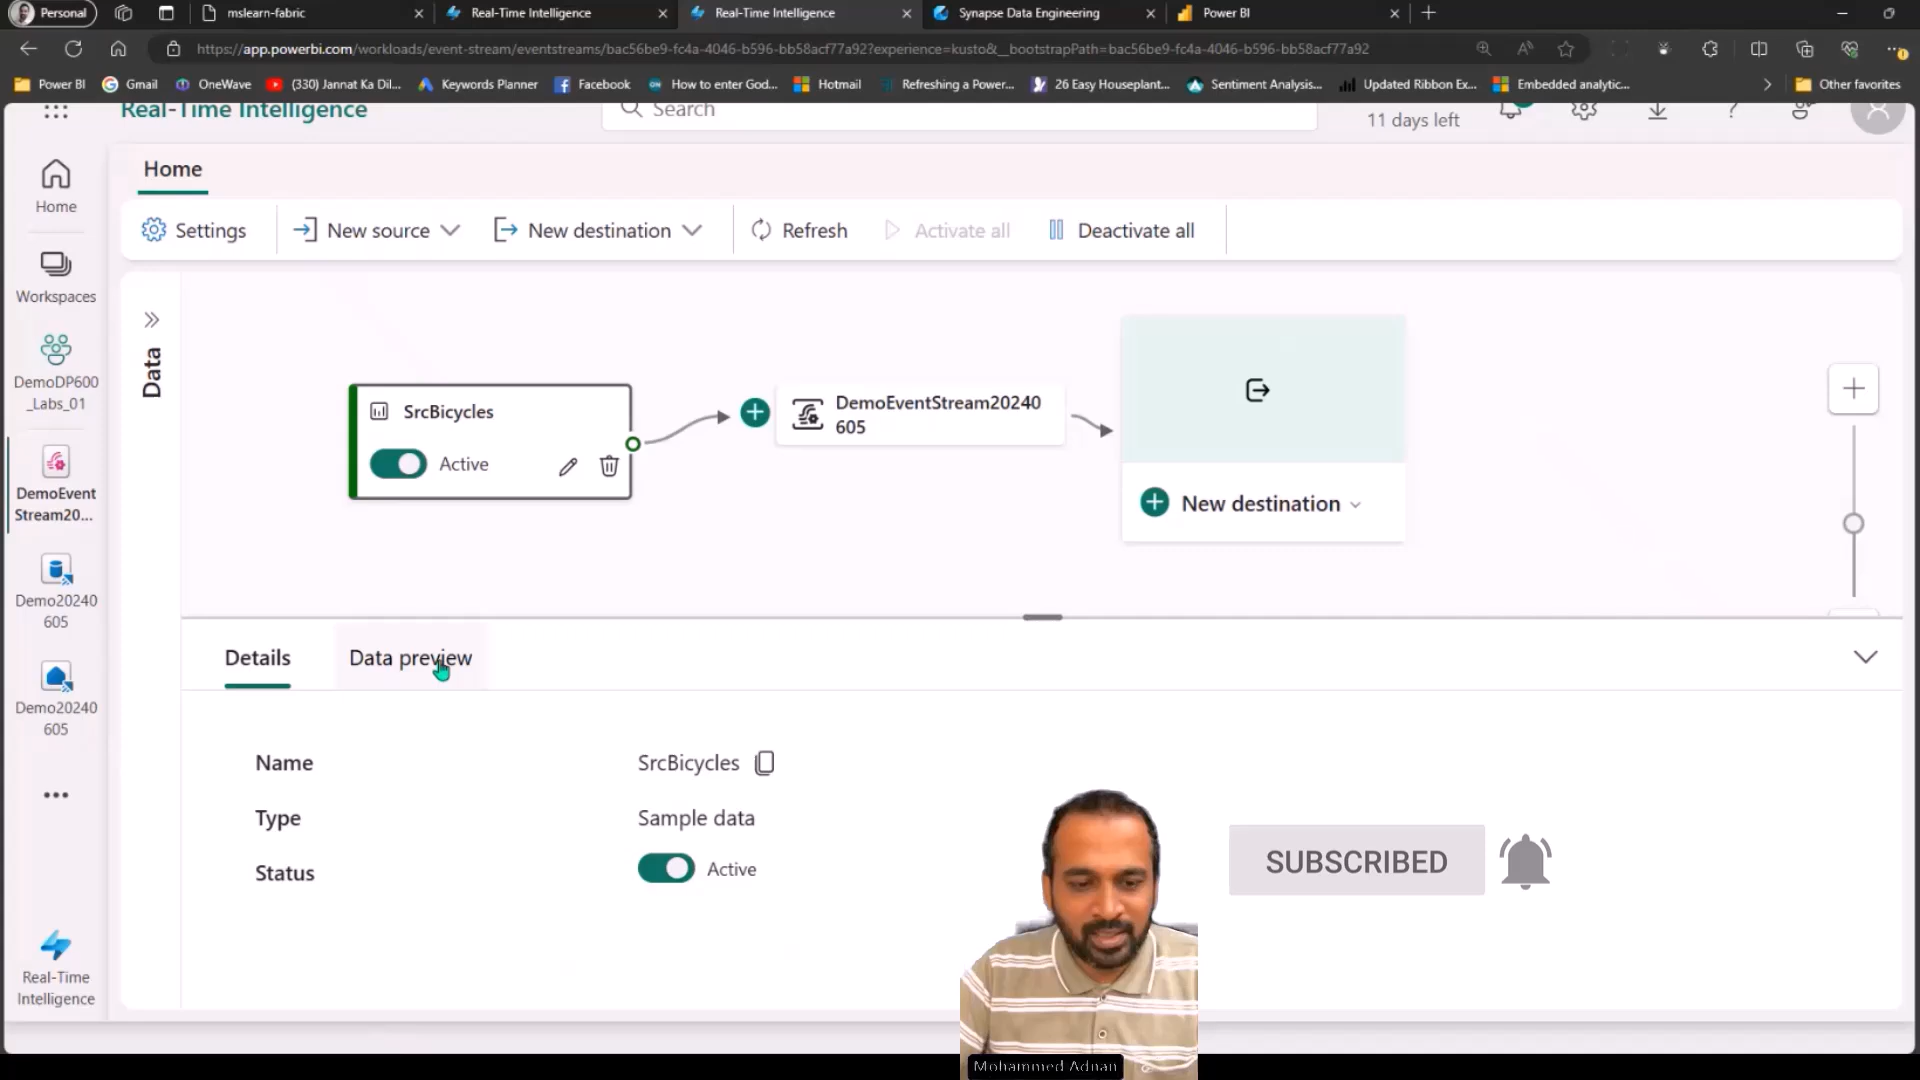 Personal
mslearn-fabric
Real-Time Intelligence
Real-Time Intelligence
Synapse Data Engineering
Power BI
https://app.powerbi.com/workloads/event-stream/eventstreams/bac56be9-fc4a-4046-b596-bb58acf77a92?experience=kusto&__bootstrapPath=bac56be9-fc4a-4046-b596-bb58acf77a92
Power BI
Gmail
OneWave
(330) Jannat Ka Dil...
Keywords Planner
Facebook
How to enter God...
Hotmail
Refreshing a Power...
26 Easy Houseplant...
Sentiment Analysis...
Updated Ribbon Ex...
Embedded analytic...
Other favorites
Real-Time Intelligence
Search
11 days left
Home
Settings
New source
New destination
Refresh
Activate all
Deactivate all
Home
Workspaces
DemoDP600
_Labs_01
DemoEvent
Stream20...
Demo20240
605
Demo20240
605
Real-Time
Intelligence
Data
SrcBicycles
Active
DemoEventStream20240
605
New destination
Details
Data preview
Name
SrcBicycles
Type
Sample data
Status
Active
SUBSCRIBED
Mohammed Adnan